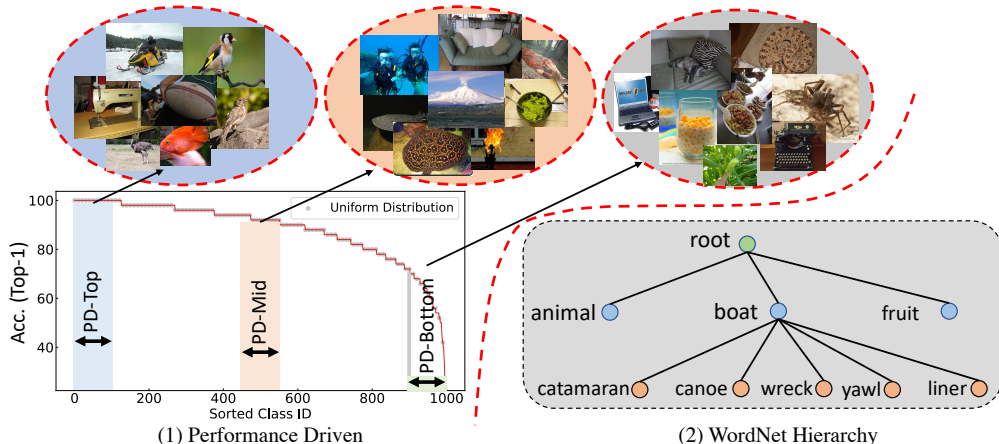 100
80
60
40
Acc. (Top-1)
Uniform Distribution
PD-Top
PD-Mid
PD-Bottom
0 200 400 600 800 1000
Sorted Class ID
(1) Performance Driven
root
animal boat fruit
catamaran canoe wreck yawl liner
(2) WordNet Hierarchy